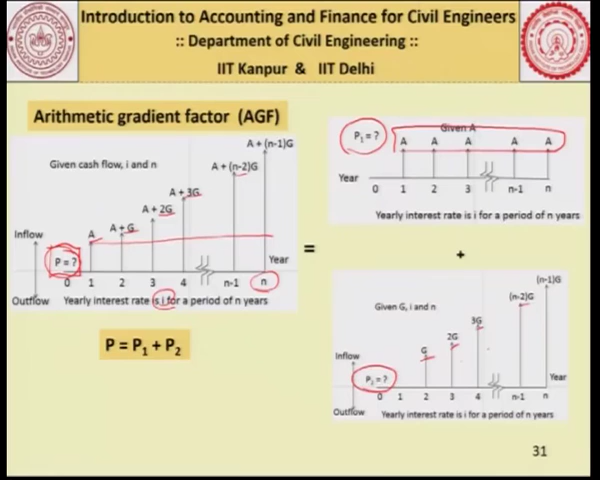 Introduction to Accounting and Finance for Civil Engineers
:: Department of Civil Engineering ::
IIT Kanpur & IIT Delhi
Arithmetic gradient factor (AGF)
Given cash flow, i and n
A + (n-1)G
A + (n-2)G
A + 3G
A + 2G
A + G
A
Inflow
P = ?
Year
0 1 2 3 4 n-1 n
Outflow
Yearly interest rate is i for a period of n years
P = P1 + P2
=
P1 = ?
Given A
A A A A A
Year
0 1 2 3 n-1 n
Yearly interest rate is i for a period of n years
+
Given G, i and n
(n-1)G
(n-2)G
3G
2G
G
Inflow
P2 = ?
Year
0 1 2 3 4 n-1 n
Outflow
Yearly interest rate is i for a period of n years
31